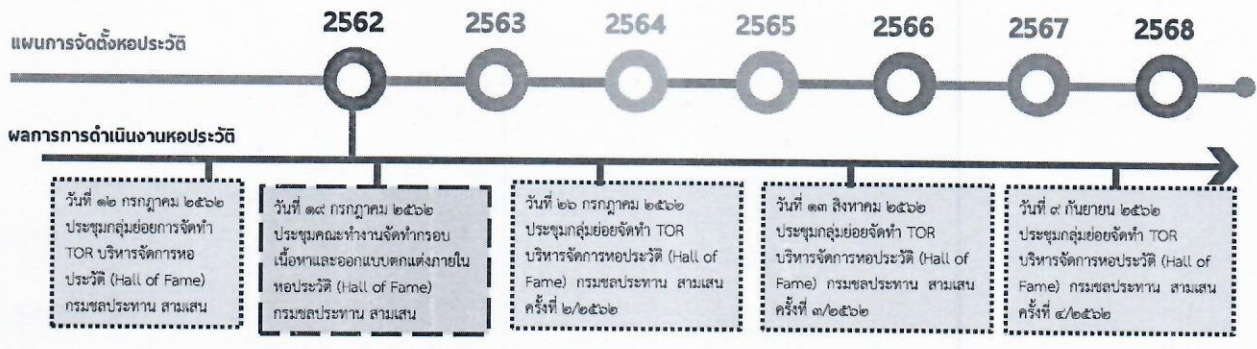 2562 2563 2564 2565 2566 2567 2568
แผนการจัดตั้งหอประวัติ
ผลการการดำเนินงานหอประวัติ
วันที่ ๑๒ กรกฎาคม ๒๕๖๒
ประชุมกลุ่มย่อยการจัดทำ
TOR บริหารจัดการหอ
ประวัติ (Hall of Fame)
กรมชลประทาน สามเสน
วันที่ ๑๙ กรกฎาคม ๒๕๖๒
ประชุมคณะทำงานจัดทำกรอบ
เนื้อหาและออกแบบตกแต่งภายใน
หอประวัติ (Hall of Fame)
กรมชลประทาน สามเสน
วันที่ ๒๖ กรกฎาคม ๒๕๖๒
ประชุมกลุ่มย่อยจัดทำ TOR
บริหารจัดการหอประวัติ (Hall of
Fame) กรมชลประทาน สามเสน
ครั้งที่ ๒/๒๕๖๒
วันที่ ๑๓ สิงหาคม ๒๕๖๒
ประชุมกลุ่มย่อยจัดทำ TOR
บริหารจัดการหอประวัติ (Hall of
Fame) กรมชลประทาน สามเสน
ครั้งที่ ๓/๒๕๖๒
วันที่ ๙ กันยายน ๒๕๖๒
ประชุมกลุ่มย่อยจัดทำ TOR
บริหารจัดการหอประวัติ (Hall of
Fame) กรมชลประทาน สามเสน
ครั้งที่ ๔/๒๕๖๒